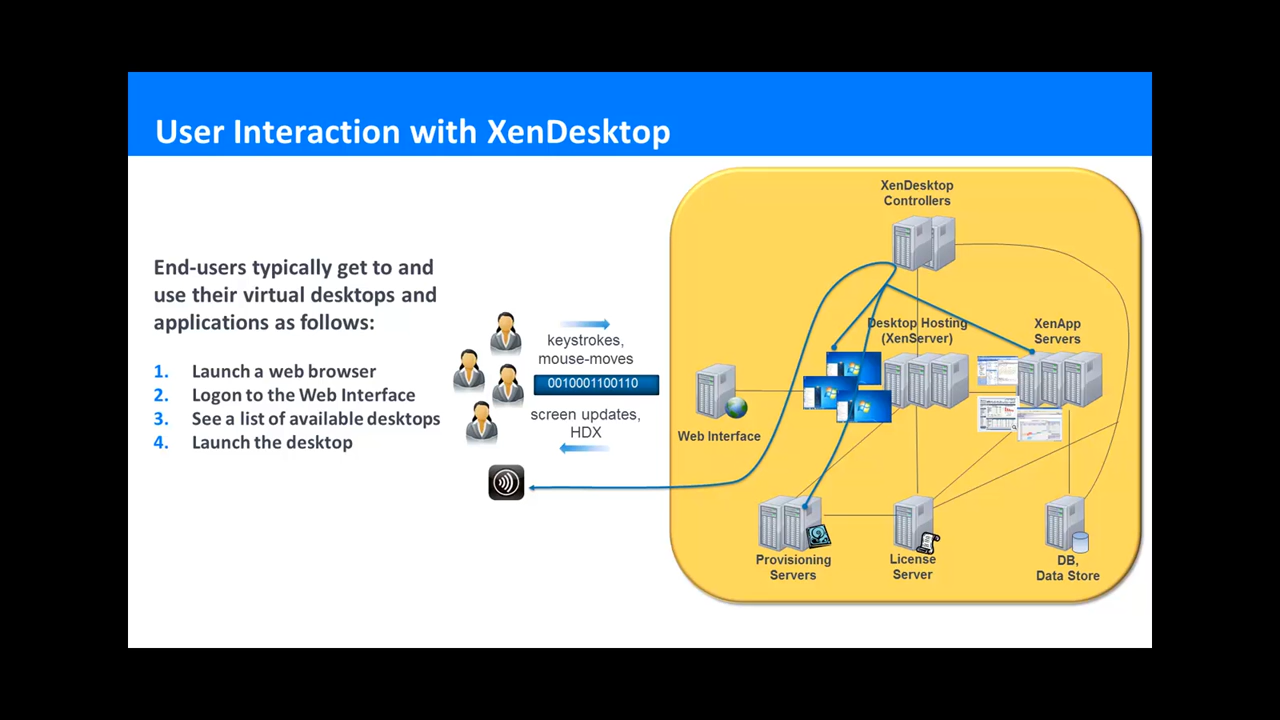 User Interaction with XenDesktop
End-users typically get to and
use their virtual desktops and
applications as follows:
1. Launch a web browser
2. Logon to the Web Interface
3. See a list of available desktops
4. Launch the desktop
keystrokes,
mouse-moves
0010001100110
screen updates,
HDX
XenDesktop
Controllers
Desktop Hosting
(XenServer)
XenApp
Servers
Web Interface
Provisioning
Servers
License
Server
DB,
Data Store